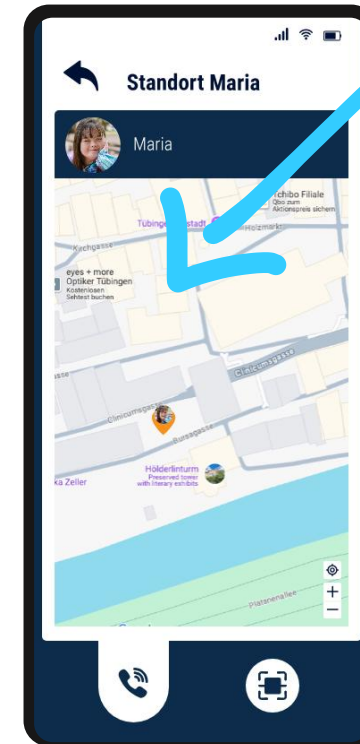 Standort Maria
Maria
Tchibo Filiale
Qbo zum
Aktionspreis sichern
Holzmarkt
Kirchgasse
eyes + more
Optiker Tübingen
Kostenlosen
Sehtest buchen
Clinicumsgasse
Clinicumsgasse
Bursagasse
Hölderlinturm
Preserved tower
with literary exhibits
ka Zeller
Platanenallee
+
−